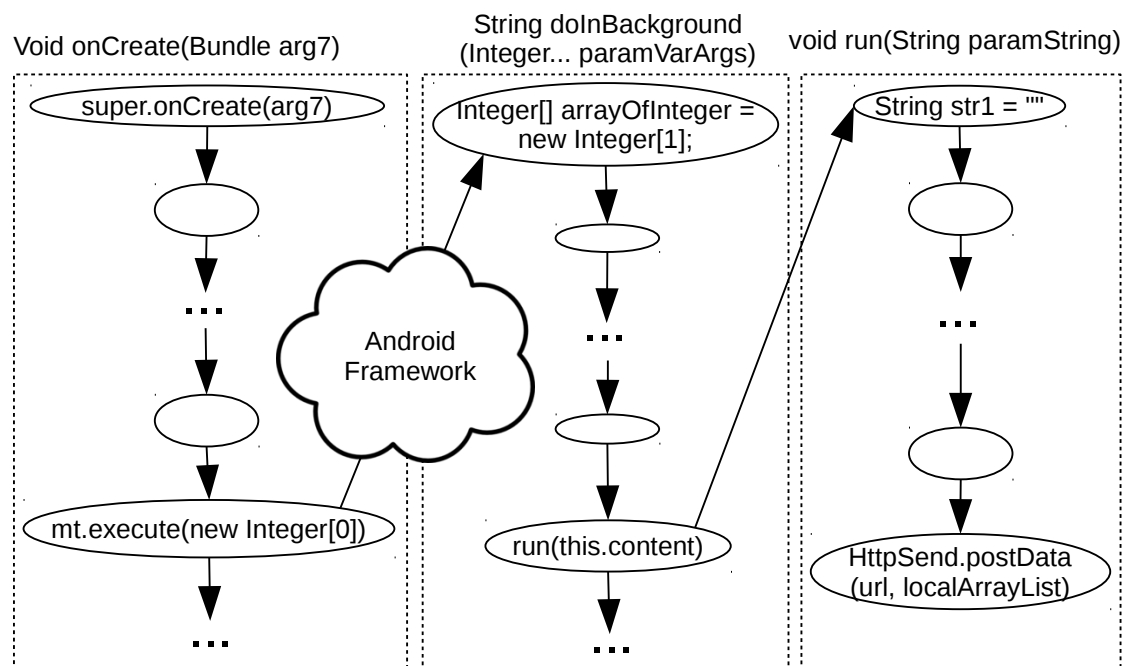 Void onCreate(Bundle arg7)
super.onCreate(arg7)
...
mt.execute(new Integer[0])
...
Android
Framework
String doInBackground
(Integer... paramVarArgs)
Integer[] arrayOfInteger =
new Integer[1];
...
run(this.content)
...
void run(String paramString)
String str1 = ""
...
HttpSend.postData
(url, localArrayList)